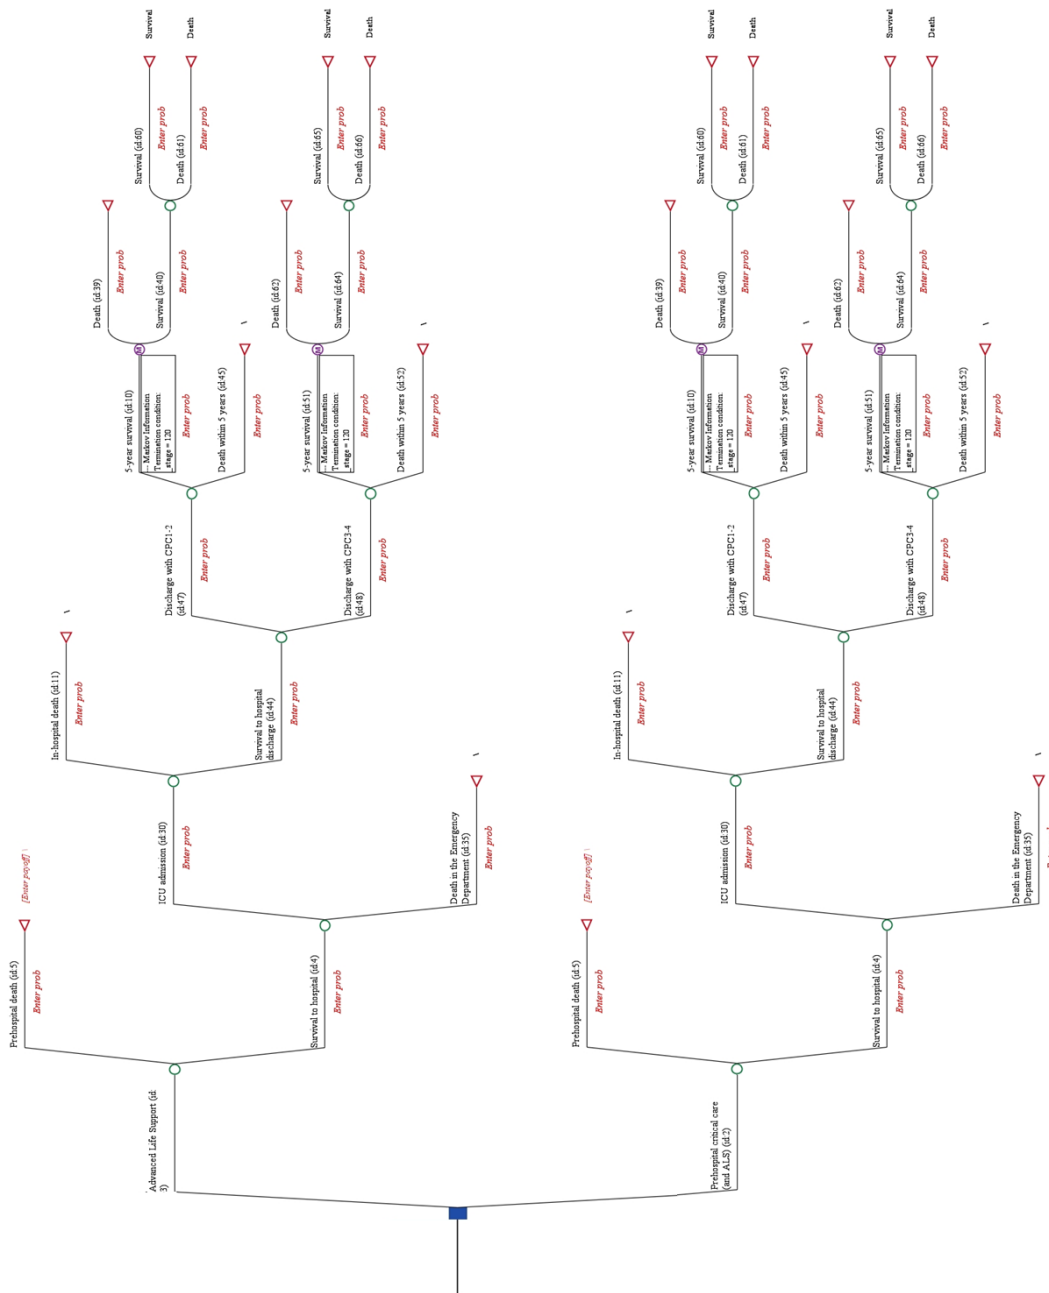 Prehospital death (id:5)
Enter prob
[Enter payoff] \
In-hospital death (id:11)
Enter prob
\
Death (id:39)
Enter prob
5-year survival (id:10)
--- Markov Information
Termination condition:
_stage = 120
Enter prob
Survival (id:60)
Enter prob
Survival
Survival (id:40)
Enter prob
Death (id:61)
Enter prob
Death
Advanced Life Support (id:
3)
ICU admission (id:30)
Enter prob
Discharge with CPC1-2
(id:47)
Enter prob
Death within 5 years (id:45)
Enter prob
\
Death (id:62)
Enter prob
5-year survival (id:51)
--- Markov Information
Termination condition:
_stage = 120
Enter prob
Survival (id:65)
Enter prob
Survival
Survival (id:64)
Enter prob
Death (id:66)
Enter prob
Death
Survival to hospital
discharge (id:44)
Enter prob
Discharge with CPC3-4
(id:48)
Enter prob
Death within 5 years (id:52)
Enter prob
\
Survival to hospital (id:4)
Enter prob
Death in the Emergency
Department (id:35)
Enter prob
\
Prehospital death (id:5)
Enter prob
[Enter payoff] \
In-hospital death (id:11)
Enter prob
\
Death (id:39)
Enter prob
5-year survival (id:10)
--- Markov Information
Termination condition:
_stage = 120
Enter prob
Survival (id:60)
Enter prob
Survival
Survival (id:40)
Enter prob
Death (id:61)
Enter prob
Death
Prehospital critical care
(and ALS) (id:2)
ICU admission (id:30)
Enter prob
Discharge with CPC1-2
(id:47)
Enter prob
Death within 5 years (id:45)
Enter prob
\
Death (id:62)
Enter prob
5-year survival (id:51)
--- Markov Information
Termination condition:
_stage = 120
Enter prob
Survival (id:65)
Enter prob
Survival
Survival (id:64)
Enter prob
Death (id:66)
Enter prob
Death
Survival to hospital
discharge (id:44)
Enter prob
Discharge with CPC3-4
(id:48)
Enter prob
Death within 5 years (id:52)
Enter prob
\
Survival to hospital (id:4)
Enter prob
Death in the Emergency
Department (id:35)
\